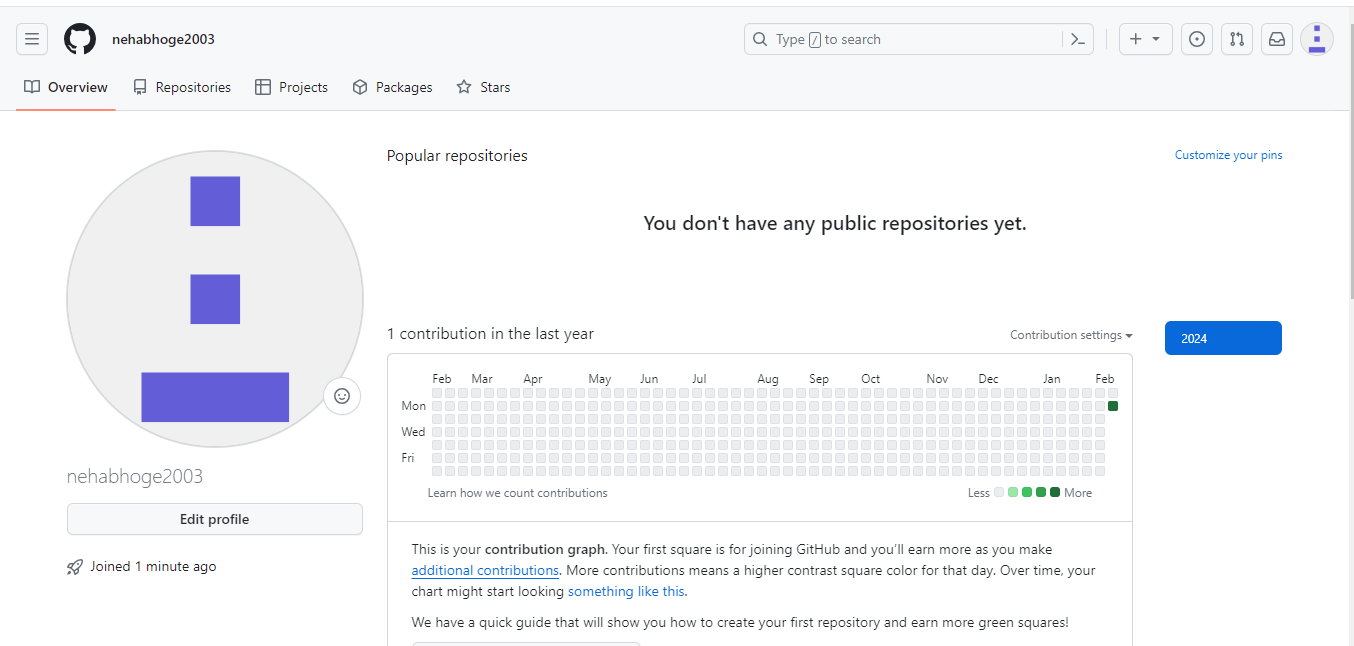 nehabhoge2003
Type / to search
Overview
Repositories
Projects
Packages
Stars
Popular repositories
Customize your pins
You don't have any public repositories yet.
1 contribution in the last year
Contribution settings
2024
Feb Mar Apr May Jun Jul Aug Sep Oct Nov Dec Jan Feb
Mon
Wed
Fri
Learn how we count contributions
Less
More
nehabhoge2003
Edit profile
Joined 1 minute ago
This is your contribution graph. Your first square is for joining GitHub and you'll earn more as you make
additional contributions. More contributions means a higher contrast square color for that day. Over time, your
chart might start looking something like this.
We have a quick guide that will show you how to create your first repository and earn more green squares!